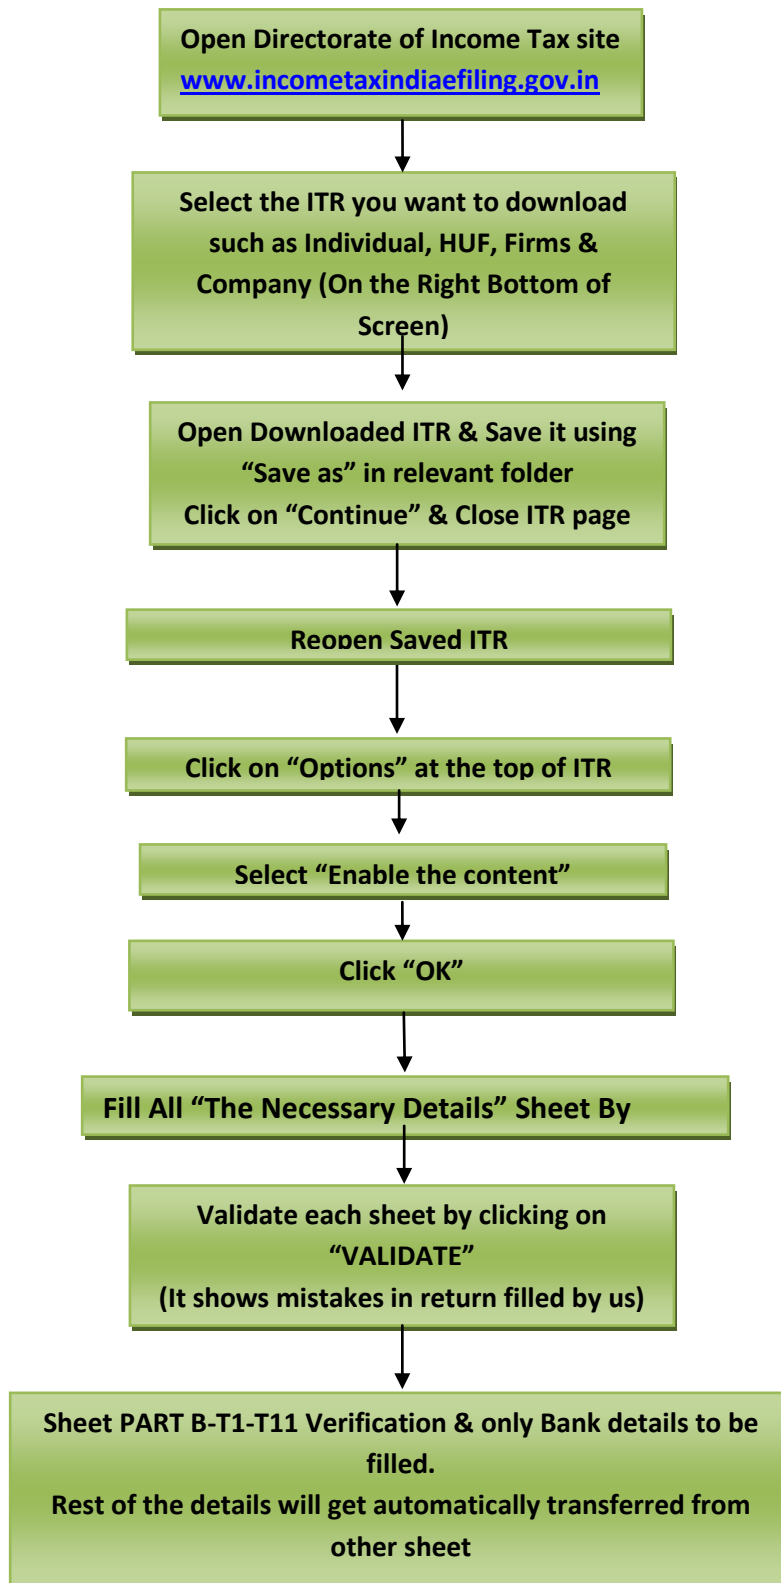 Open Directorate of Income Tax site
www.incometaxindiaefiling.gov.in
Select the ITR you want to download
such as Individual, HUF, Firms &
Company (On the Right Bottom of
Screen)
Open Downloaded ITR & Save it using
“Save as” in relevant folder
Click on “Continue” & Close ITR page
Reopen Saved ITR
Click on “Options” at the top of ITR
Select “Enable the content”
Click “OK”
Fill All “The Necessary Details” Sheet By
Validate each sheet by clicking on
“VALIDATE”
(It shows mistakes in return filled by us)
Sheet PART B-T1-T11 Verification & only Bank details to be
filled.
Rest of the details will get automatically transferred from
other sheet